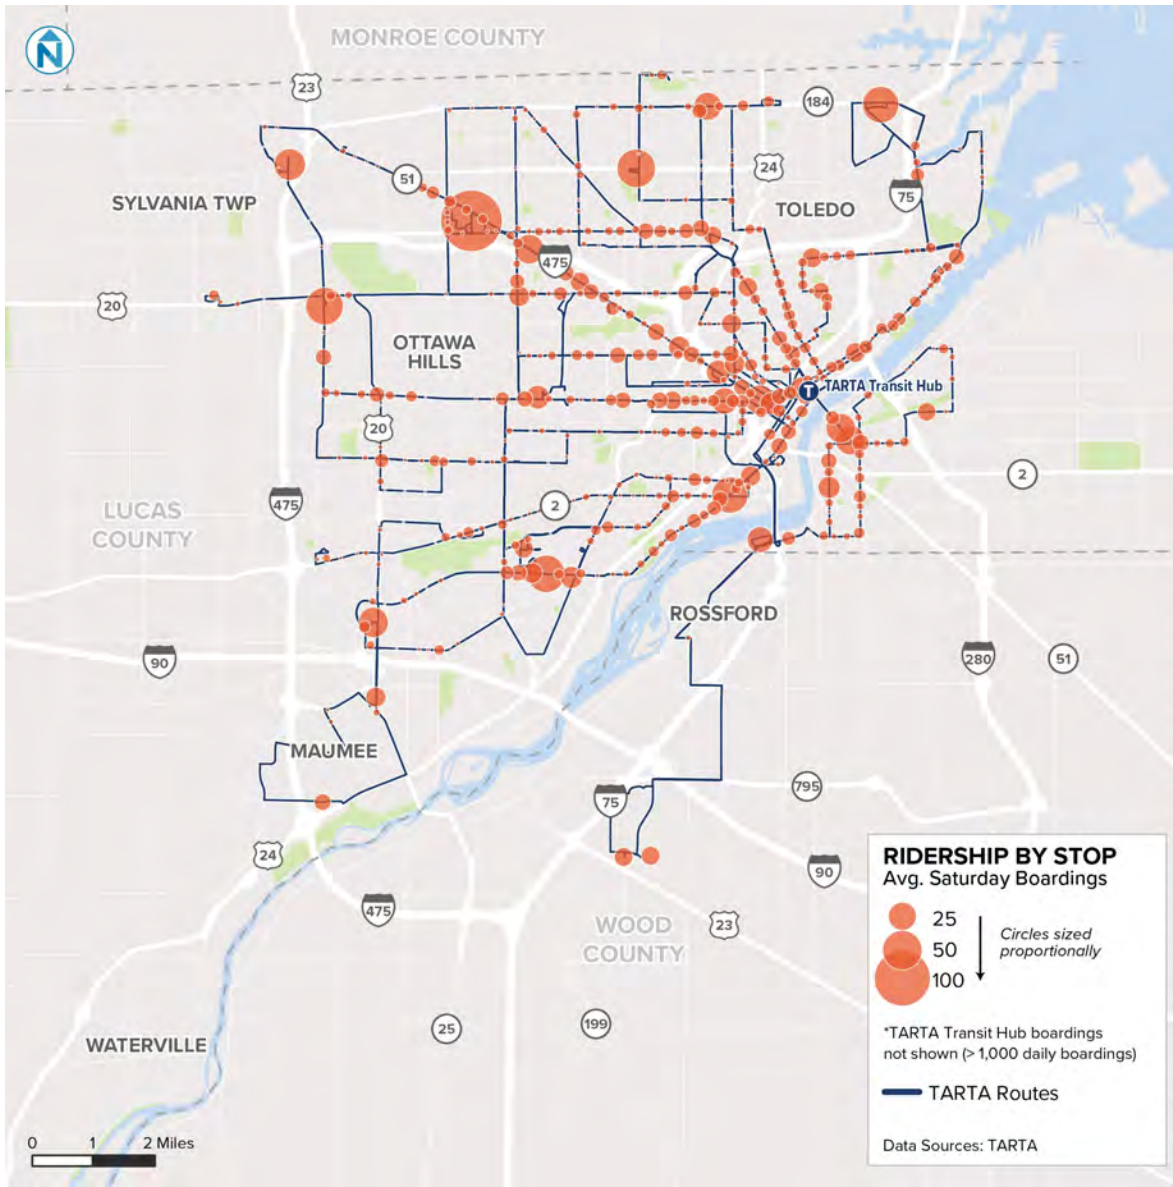 N
MONROE COUNTY
23
184
51
24
75
SYLVANIA TWP
TOLEDO
475
20
OTTAWA
HILLS
T
TARTA Transit Hub
20
2
475
2
LUCAS
COUNTY
ROSSFORD
90
280
51
MAUMEE
75
795
24
90
475
WOOD
COUNTY
23
25
199
WATERVILLE
0 1 2 Miles
RIDERSHIP BY STOP
Avg. Saturday Boardings
25
50
100
Circles sized
proportionally
*TARTA Transit Hub boardings
not shown (> 1,000 daily boardings)
TARTA Routes
Data Sources: TARTA